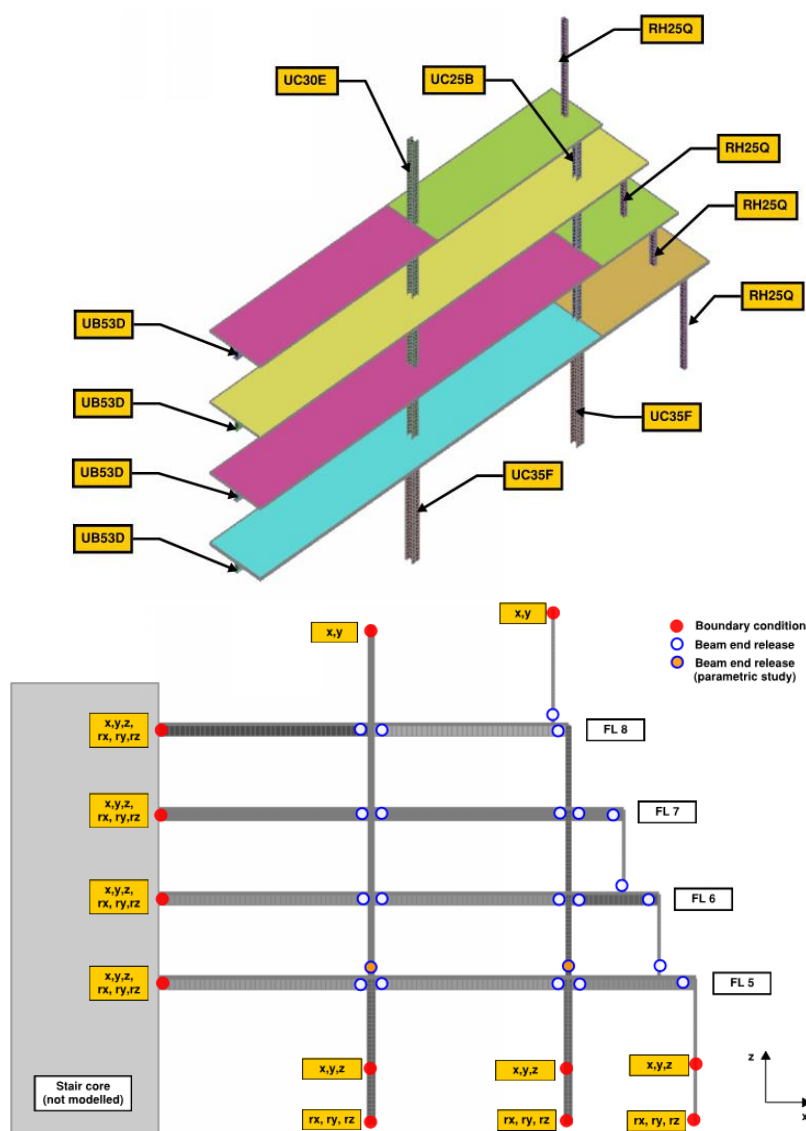 RH25Q
UC30E
UC25B
RH25Q
RH25Q
RH25Q
UB53D
UB53D
UC35F
UB53D
UC35F
UB53D
x,y
x,y
Boundary condition
Beam end release
Beam end release
(parametric study)
x,y,z,
rx, ry,rz
FL 8
x,y,z,
rx, ry,rz
FL 7
x,y,z,
rx, ry,rz
FL 6
x,y,z,
rx, ry,rz
FL 5
x,y,z
x,y,z
x,y,z
z
Stair core
(not modelled)
rx, ry, rz
rx, ry, rz
rx, ry, rz
x